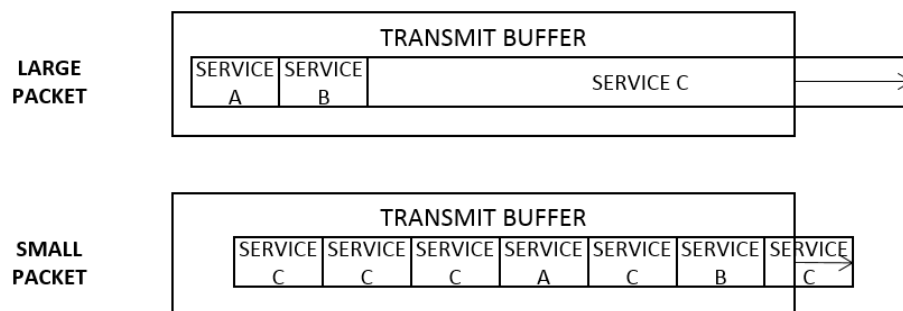 TRANSMIT BUFFER
LARGE
PACKET
SERVICE SERVICE SERVICE C
A B
TRANSMIT BUFFER
SMALL
PACKET
SERVICE SERVICE SERVICE SERVICE SERVICE SERVICE SERVICE
C C C A C B C